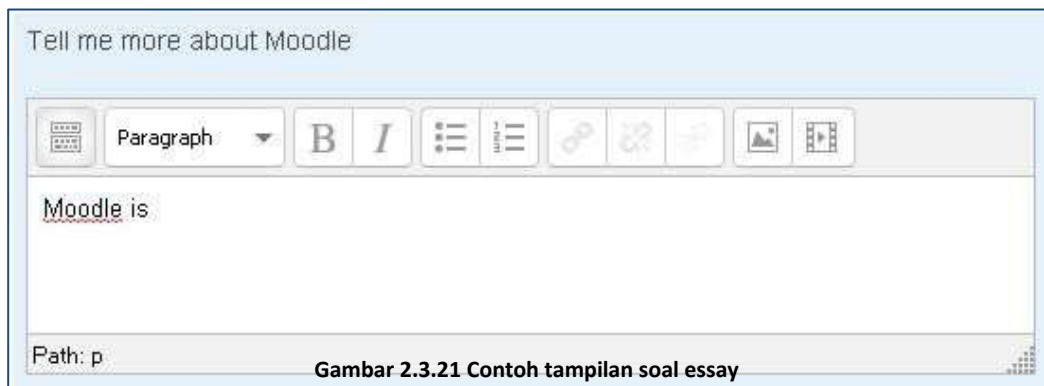 Tell me more about Moodle
Paragraph B I
Moodle is
Path: p
Gambar 2.3.21 Contoh tampilan soal essay